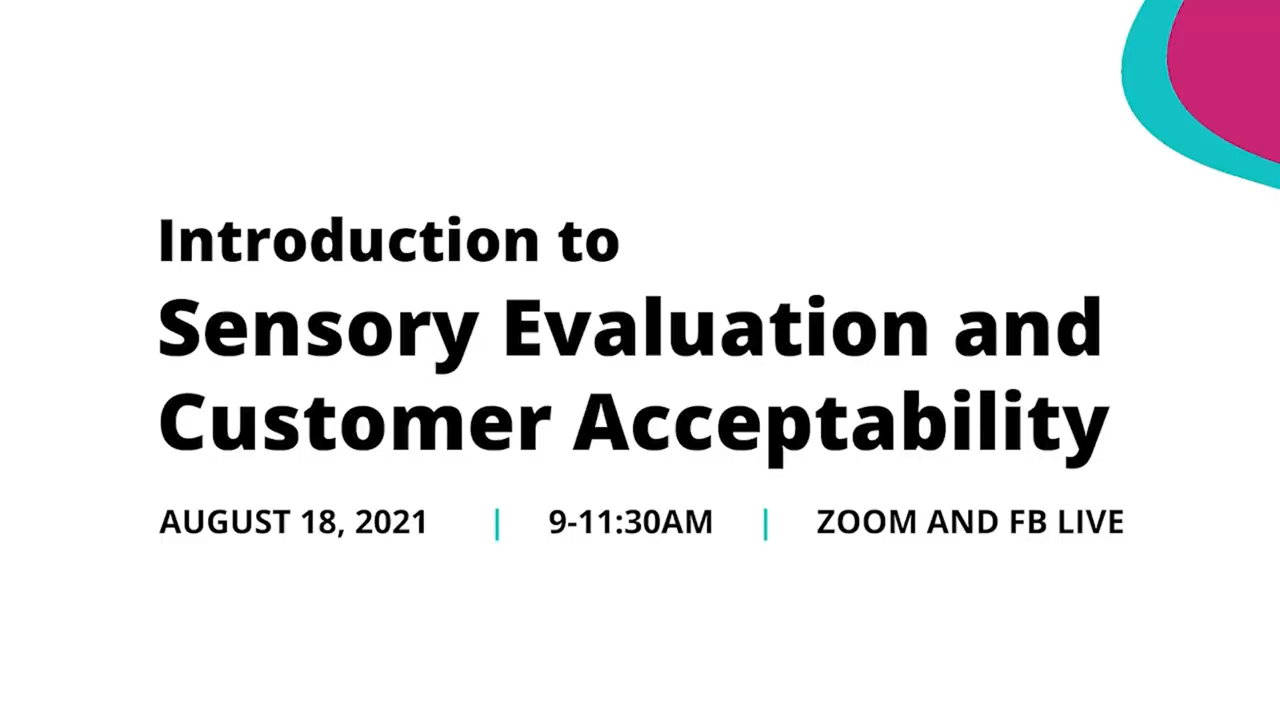 Introduction to
Sensory Evaluation and
Customer Acceptability
AUGUST 18, 2021 | 9-11:30AM | ZOOM AND FB LIVE